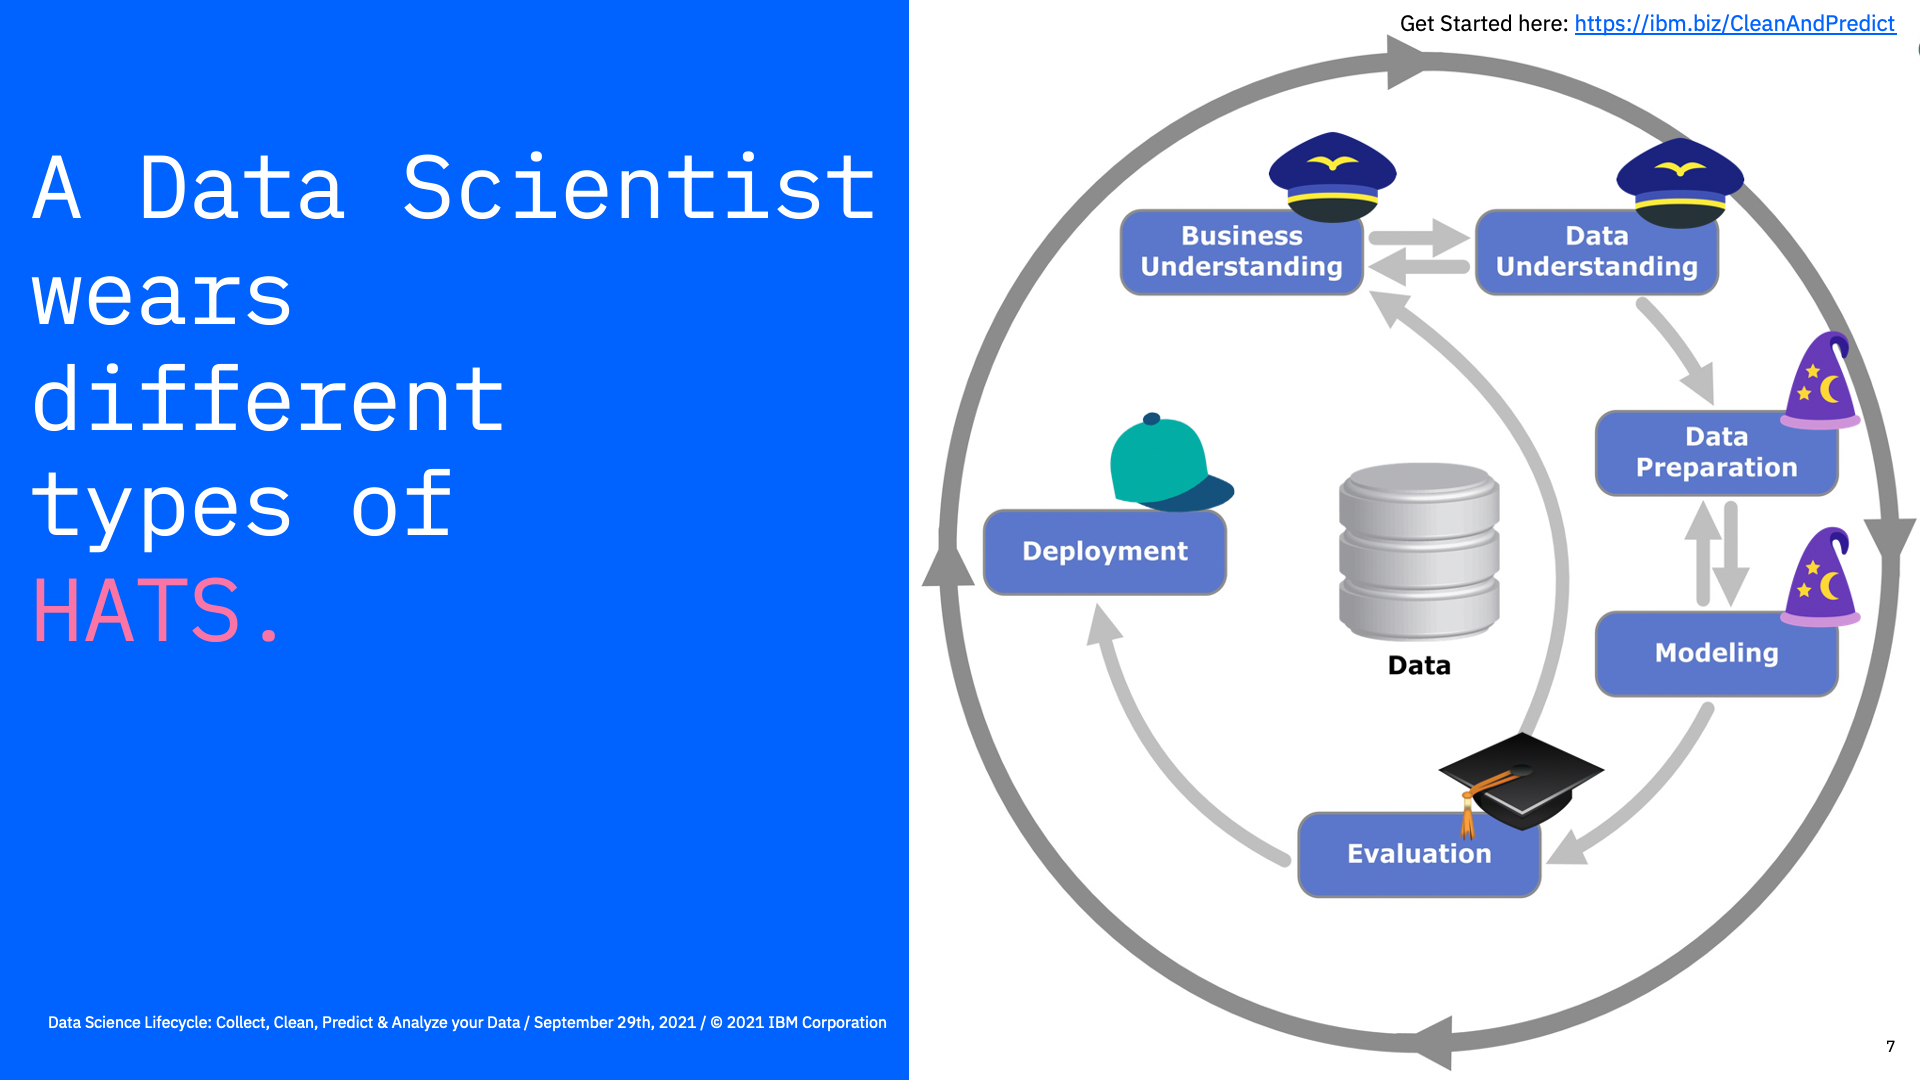 Get Started here: https://ibm.biz/CleanAndPredict
A Data Scientist
wears
different
types of
HATS.
Business
Understanding
Data
Understanding
Data
Preparation
Deployment
Data
Modeling
Evaluation
Data Science Lifecycle: Collect, Clean, Predict & Analyze your Data / September 29th, 2021 / © 2021 IBM Corporation
7